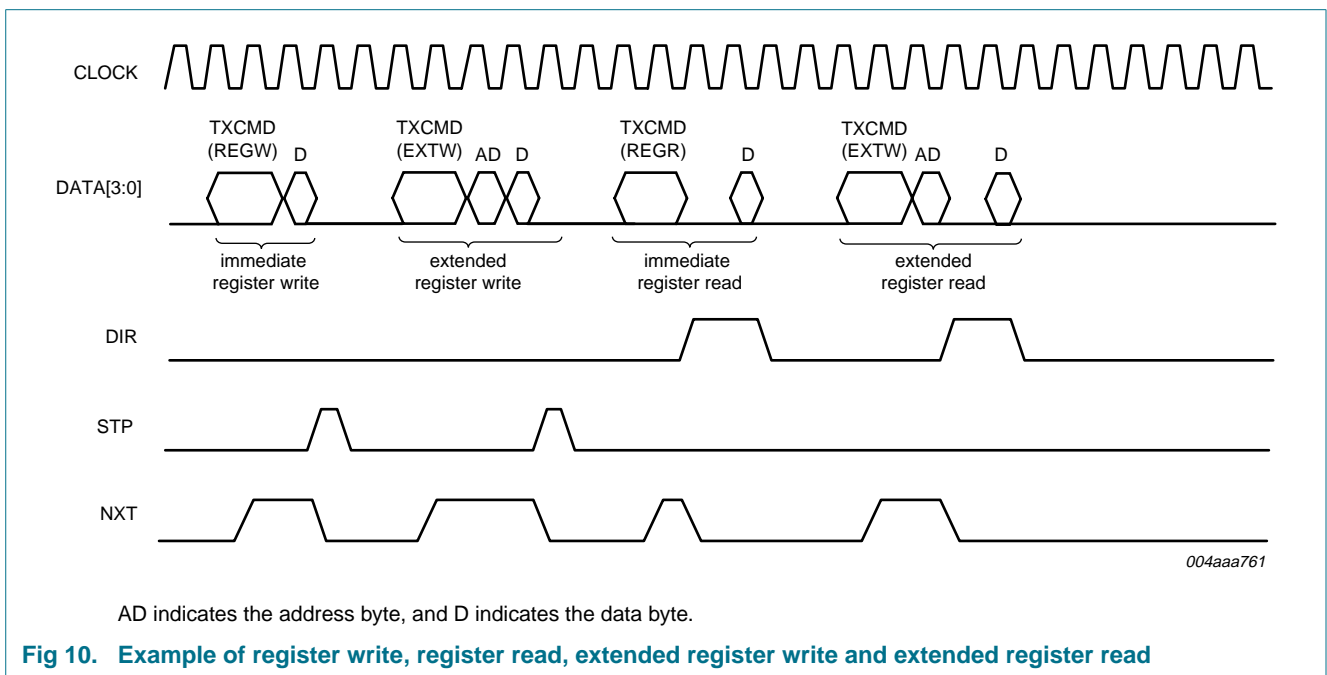 CLOCK
TXCMD
(REGW) D
TXCMD
(EXTW) AD D
TXCMD
(REGR) D
TXCMD
(EXTW) AD D
DATA[3:0]
immediate
register write
extended
register write
immediate
register read
extended
register read
DIR
STP
NXT
004aaa761
AD indicates the address byte, and D indicates the data byte.
Fig 10. Example of register write, register read, extended register write and extended register read